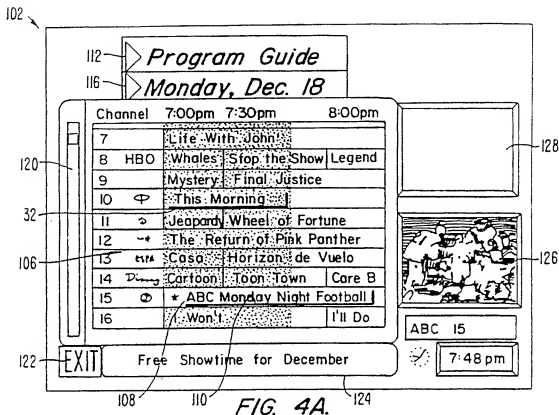 102
112 Program Guide
116 Monday, Dec. 18
Channel 7:00pm 7:30pm 8:00pm
7 Life With John
8 HBO Whales Stop the Show Legend
9 Mystery Final Justice
10 This Morning
11 Jeopardy Wheel of Fortune
12 The Return of Pink Panther
13 Casa Horizon de Vuelo
14 Cartoon Toon Town Care B
15 ★ ABC Monday Night Football
16 I Won't I'll Do
120
32
106
128
126
ABC 15
7:48 pm
122 EXIT Free Showtime for December
108 110 124
FIG. 4A.